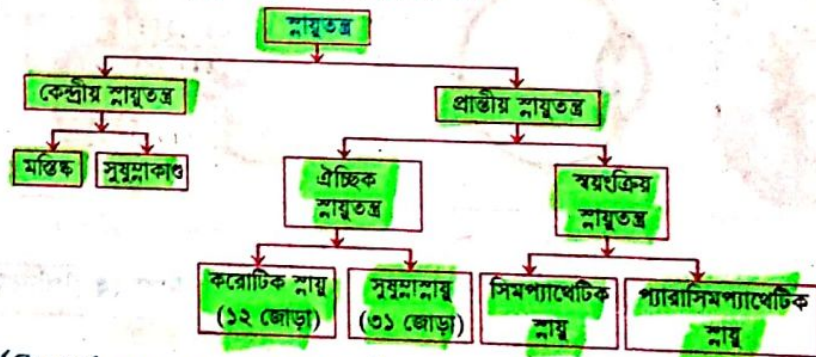 স্নায়ুতন্ত্র
কেন্দ্রীয় স্নায়ুতন্ত্র
প্রান্তীয় স্নায়ুতন্ত্র
মস্তিষ্ক
সুষুম্নাকাণ্ড
ঐচ্ছিক
স্নায়ুতন্ত্র
স্বয়ংক্রিয়
স্নায়ুতন্ত্র
করোটিক স্নায়ু
(১২ জোড়া)
সুষুম্নাস্নায়ু
(৩১ জোড়া)
সিমপ্যাথেটিক
স্নায়ু
প্যারাসিমপ্যাথেটিক
স্নায়ু